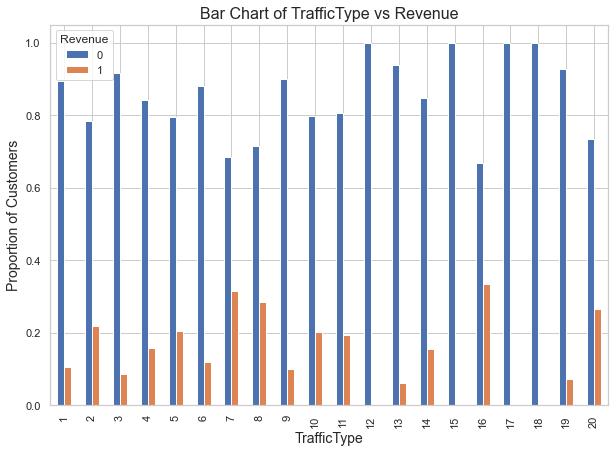 Bar Chart of TrafficType vs Revenue
Revenue
0
1
Proportion of Customers
1.0
0.8
0.6
0.4
0.2
0.0
1 2 3 4 5 6 7 8 9 10 11 12 13 14 15 16 17 18 19 20
TrafficType